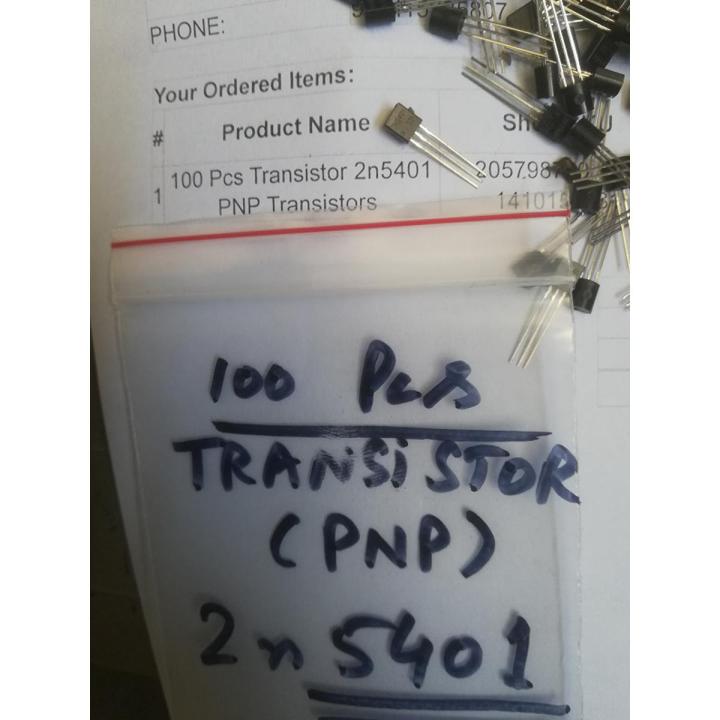 PHONE:
Your Ordered Items:
# Product Name
1 100 Pcs Transistor 2n5401
PNP Transistors
100 Pcs
TRANSiSTOR
(PNP)
2n5401